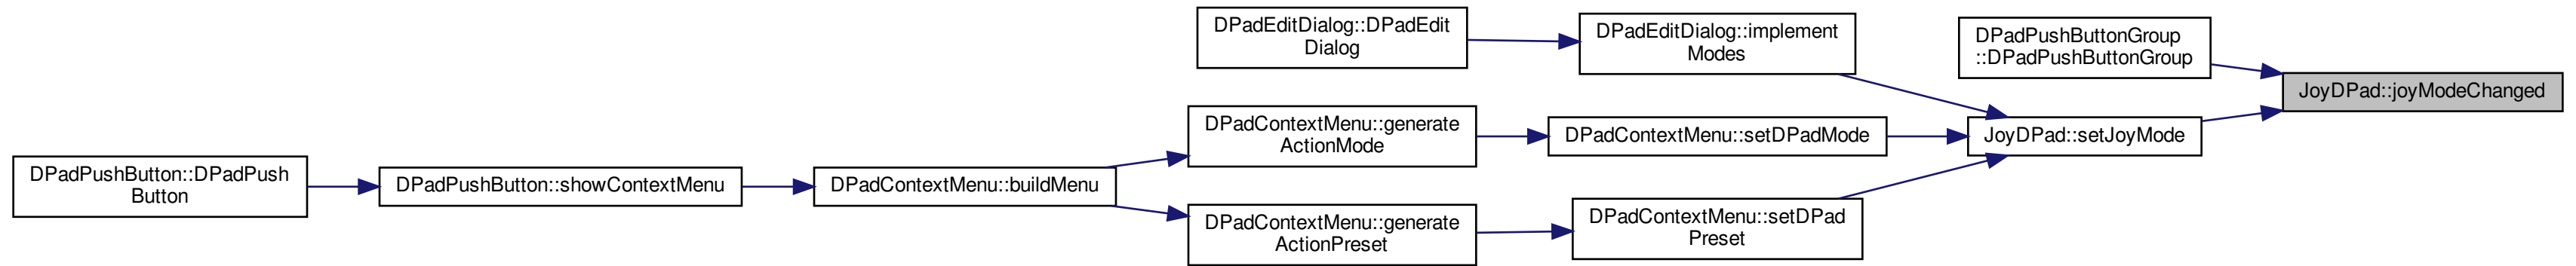 DPadEditDialog::DPadEdit
Dialog
DPadEditDialog::implement
Modes
DPadPushButtonGroup
::DPadPushButtonGroup
JoyDPad::joyModeChanged
DPadContextMenu::generate
ActionMode
DPadContextMenu::setDPadMode
JoyDPad::setJoyMode
DPadPushButton::DPadPush
Button
DPadPushButton::showContextMenu
DPadContextMenu::buildMenu
DPadContextMenu::generate
ActionPreset
DPadContextMenu::setDPad
Preset